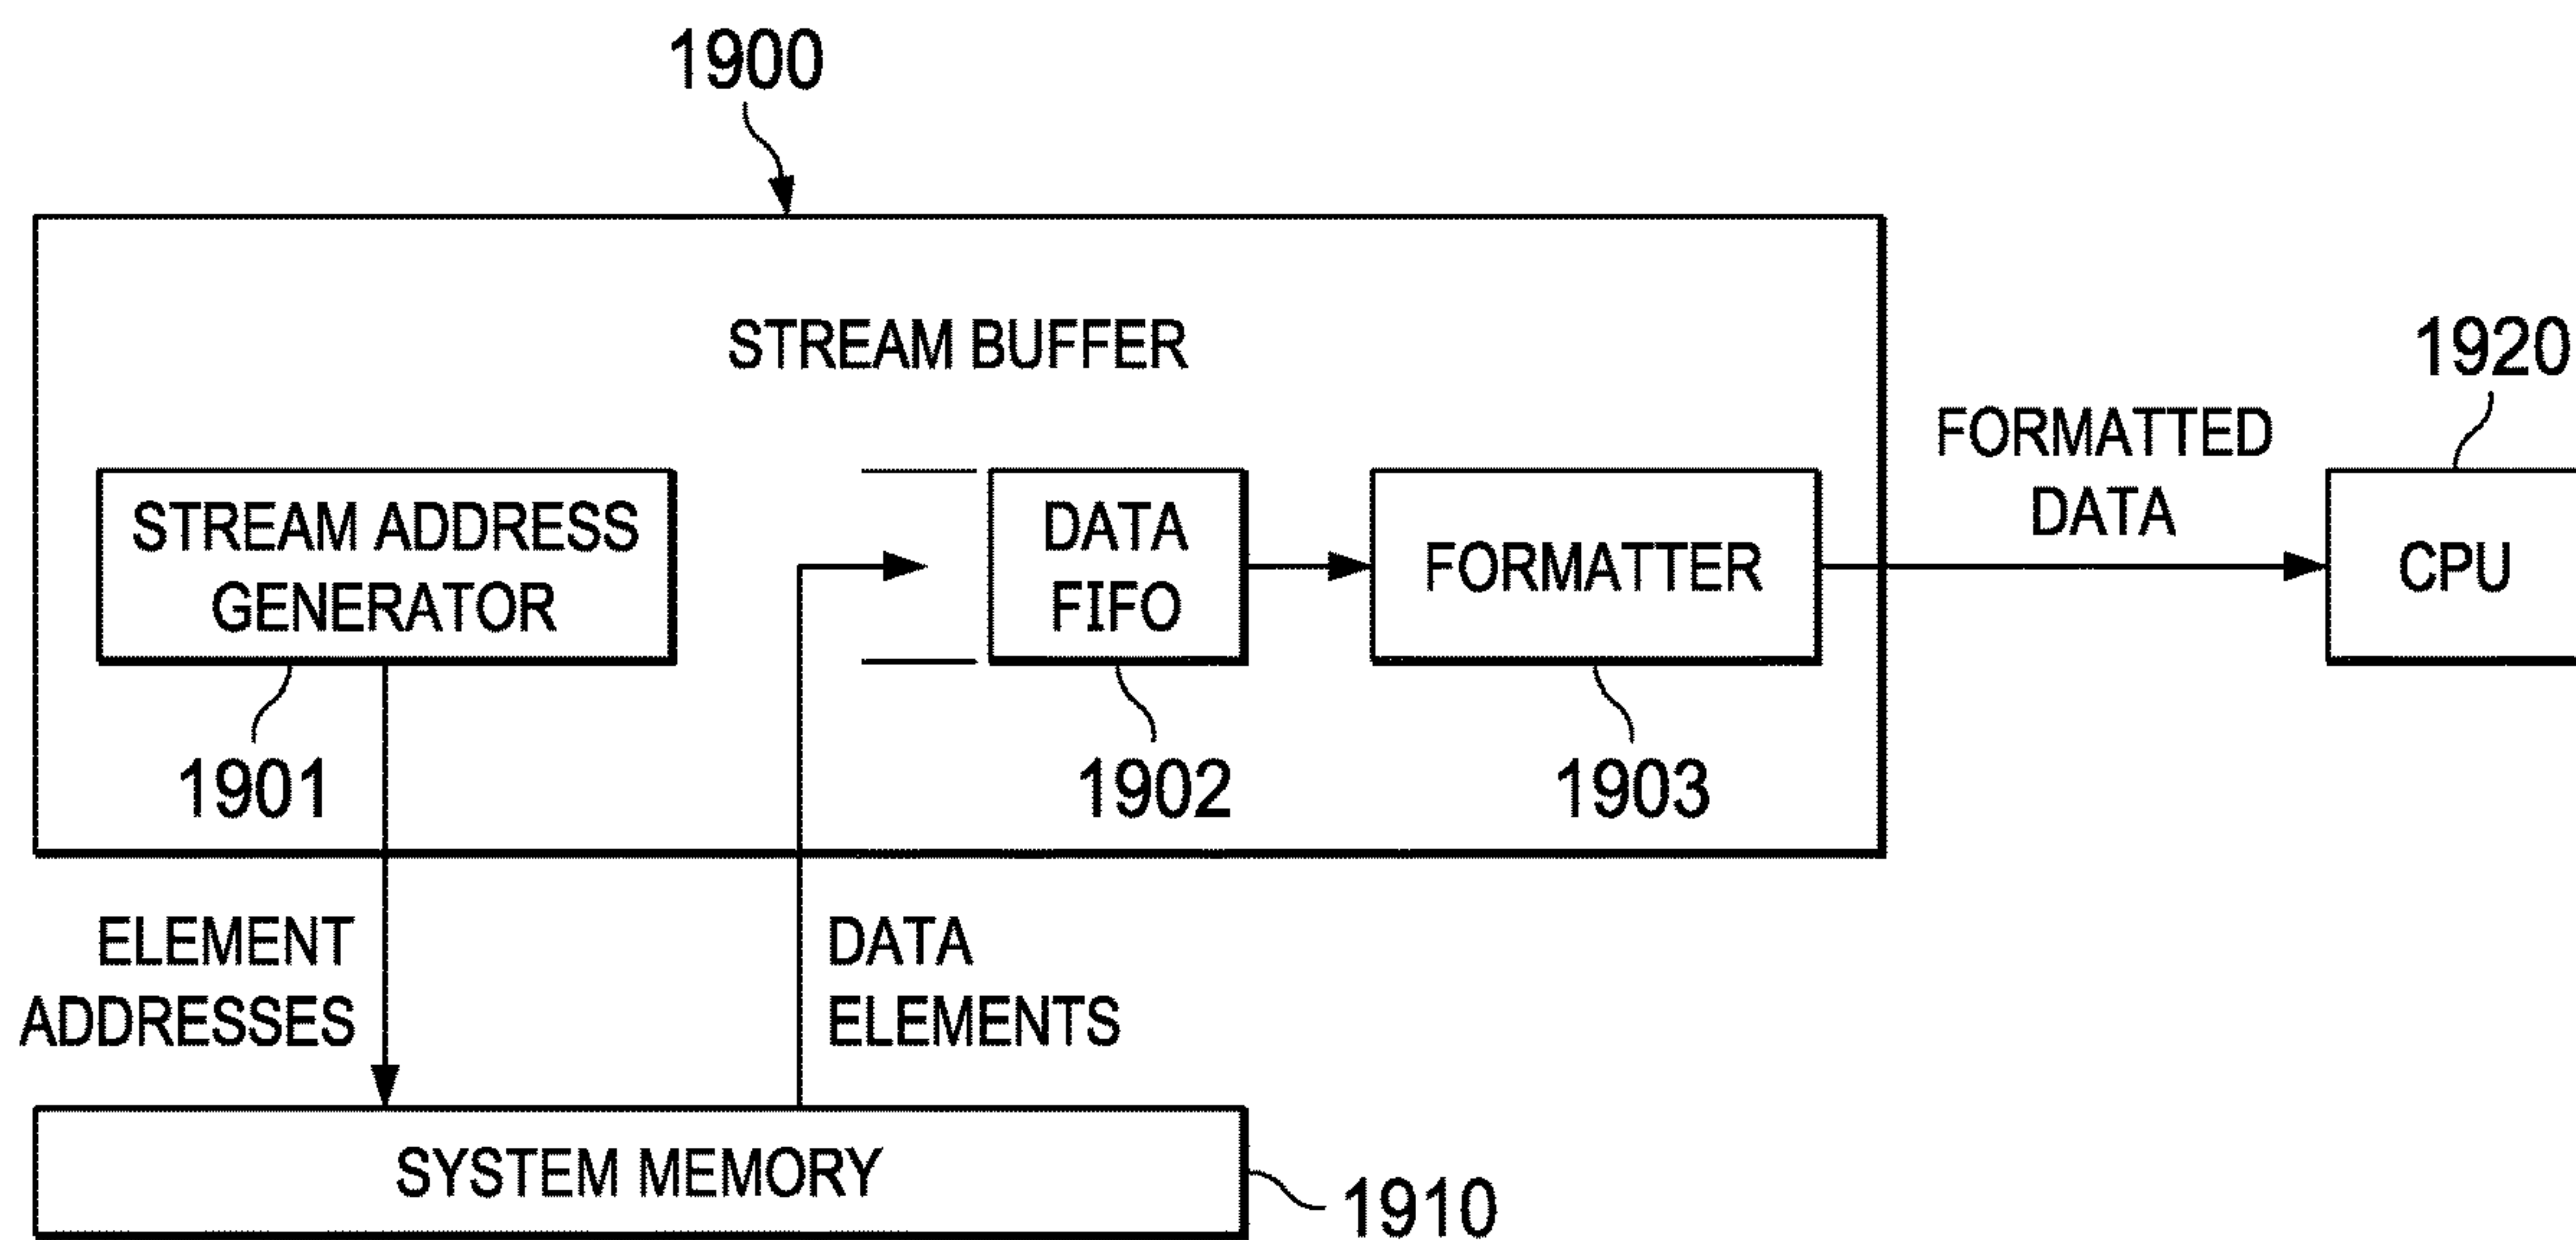 1900
STREAM BUFFER
1920
FORMATTED
DATA
STREAM ADDRESS
GENERATOR
DATA
FIFO
FORMATTER
CPU
1901
1902
1903
ELEMENT
ADDRESSES
DATA
ELEMENTS
SYSTEM MEMORY
1910